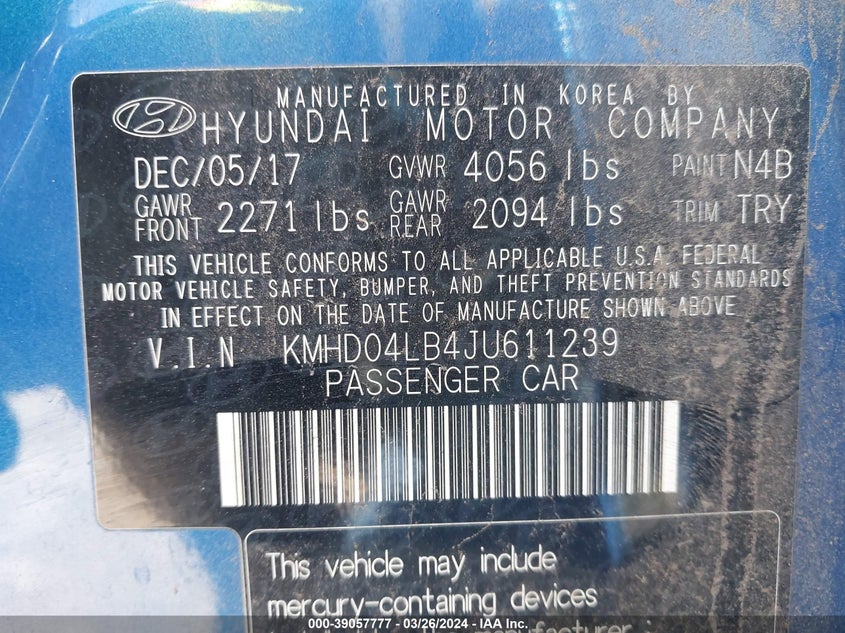 MANUFACTURED IN KOREA BY
HYUNDAI MOTOR COMPANY
DEC/05/17 GVWR 4056 lbs PAINT N4B
GAWR FRONT 2271 lbs GAWR REAR 2094 lbs TRIM TRY
THIS VEHICLE CONFORMS TO ALL APPLICABLE U.S.A. FEDERAL
MOTOR VEHICLE SAFETY, BUMPER, AND THEFT PREVENTION STANDARDS
IN EFFECT ON THE DATE OF MANUFACTURE SHOWN ABOVE
V.I.N KMHD04LB4JU611239
PASSENGER CAR
This vehicle may include
mercury-containing devices
000-39057777 - 03/26/2024 - IAA Inc.